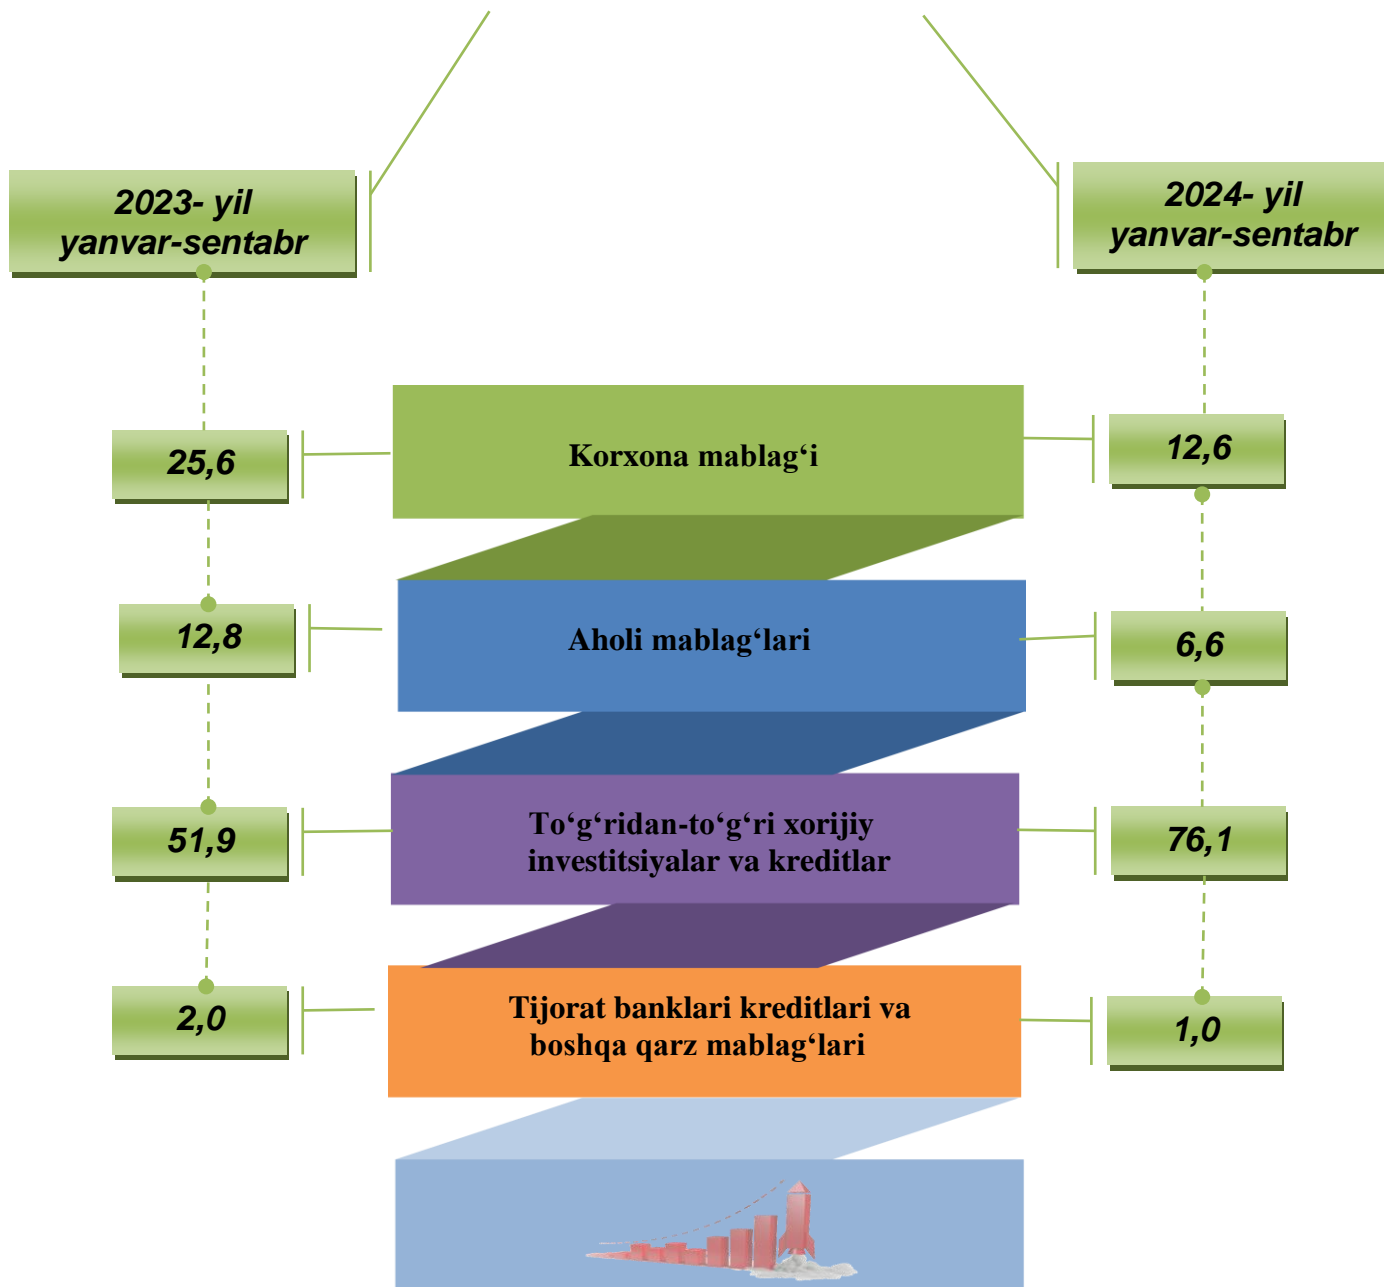 2023- yil
yanvar-sentabr
2024- yil
yanvar-sentabr
25,6
Korxona mablag‘i
12,6
12,8
Aholi mablag‘lari
6,6
51,9
To‘g‘ridan-to‘g‘ri xorijiy
investitsiyalar va kreditlar
76,1
2,0
Tijorat banklari kreditlari va
boshqa qarz mablag‘lari
1,0